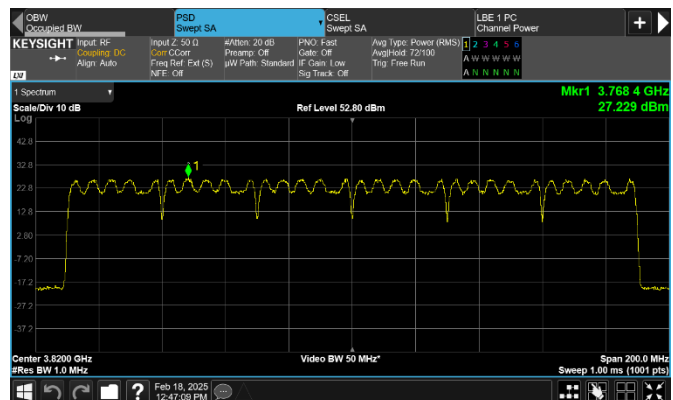 OBW
Occupied BW
PSD
Swept SA
CSEL
Swept SA
LBE 1 PC
Channel Power
KEYSIGHT
Input: RF
Coupling: DC
Align: Auto
Input Z: 50 Ω
Corr CCorr
Freq Ref: Ext (S)
NFE: Off
#Atten: 20 dB
Preamp: Off
µW Path: Standard
PNO: Fast
Gate: Off
IF Gain: Low
Sig Track: Off
Avg Type: Power (RMS)
Avg|Hold: 72/100
Trig: Free Run
1 2 3 4 5 6
A W W W W W
A N N N N N
LXI
1 Spectrum
Scale/Div 10 dB
Ref Level 52.80 dBm
Mkr1 3.768 4 GHz
27.229 dBm
Log
42.8
32.8
22.8
12.8
2.80
-7.20
-17.2
-27.2
-37.2
1
Center 3.8200 GHz
#Res BW 1.0 MHz
Video BW 50 MHz*
Span 200.0 MHz
Sweep 1.00 ms (1001 pts)
?
Feb 18, 2025
12:47:09 PM